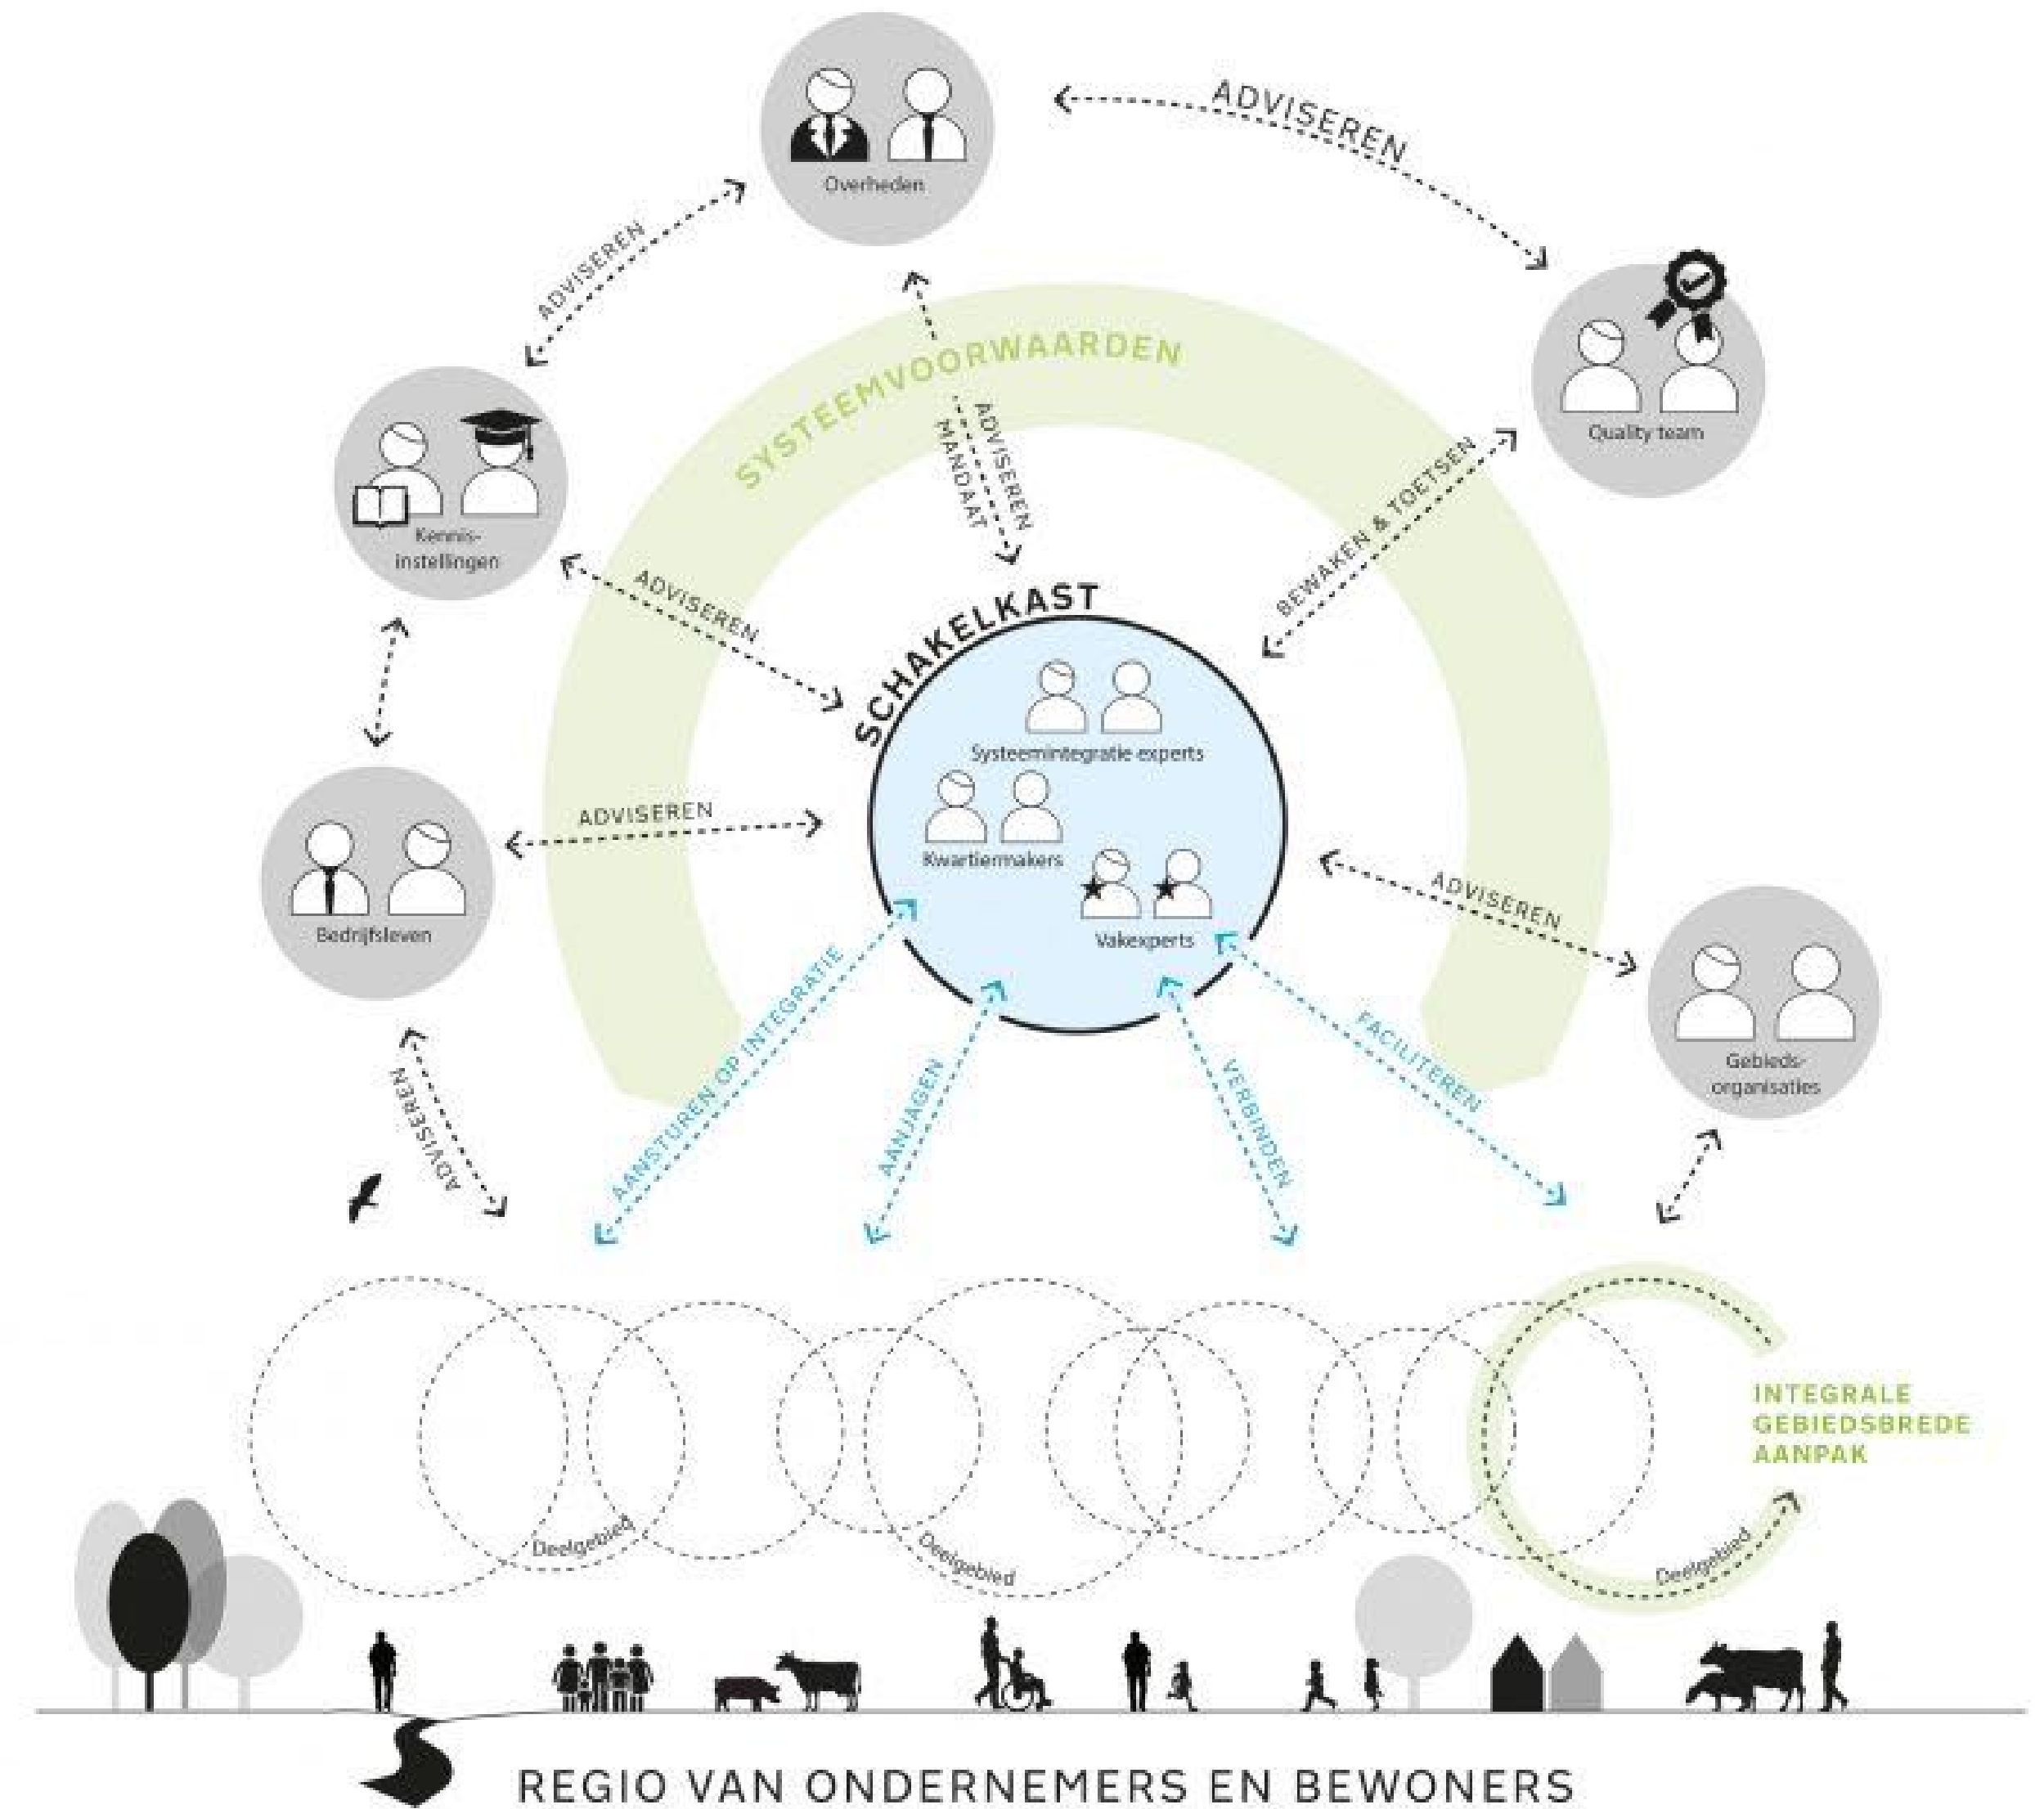 ADVISEREN
Overheden
ADVISEREN
Quality team
SYSTEEMVOORWAARDEN
ADVISEREN
MANDAAT
BEWAKEN & TOETSEN
Kennis-
instellingen
ADVISEREN
SCHAKELKAST
Systeemintegratie experts
Kwartiermakers
Vakexperts
ADVISEREN
Bedrijfsleven
ADVISEREN
Gebieds-
organisaties
ADVISEREN
AANSTUREN OP INTEGRATIE
AANJAGEN
VERBINDEN
FACILITEREN
INTEGRALE
GEBIEDSBREDE
AANPAK
Deelgebied
Deelgebied
Deelgebied
REGIO VAN ONDERNEMERS EN BEWONERS